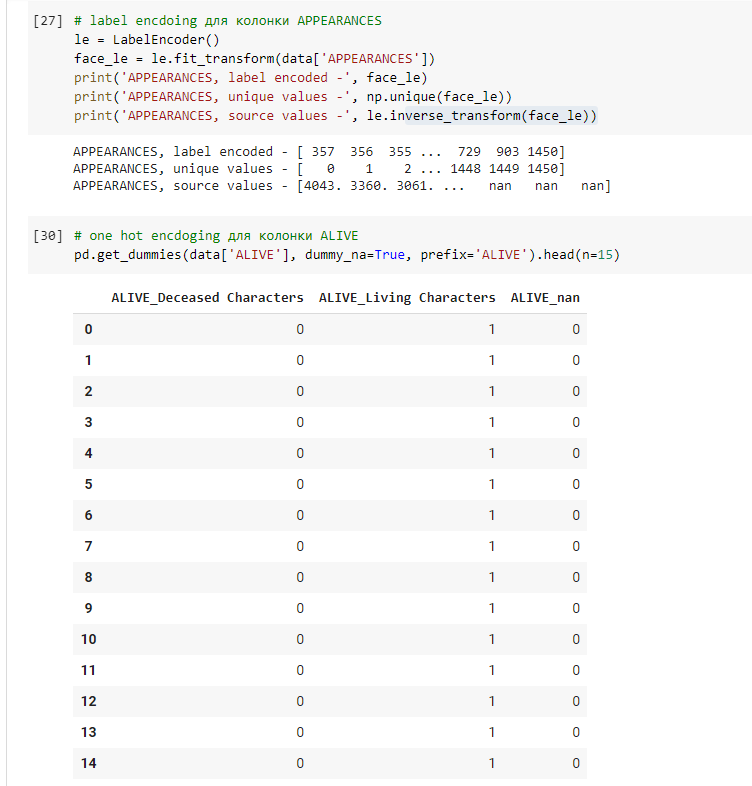 [27] # label encdoing для колонки APPEARANCES
le = LabelEncoder()
face_le = le.fit_transform(data['APPEARANCES'])
print('APPEARANCES, label encoded -', face_le)
print('APPEARANCES, unique values -', np.unique(face_le))
print('APPEARANCES, source values -', le.inverse_transform(face_le))
APPEARANCES, label encoded - [ 357 356 355 ... 729 903 1450]
APPEARANCES, unique values - [ 0 1 2 ... 1448 1449 1450]
APPEARANCES, source values - [4043. 3360. 3061. ... nan nan nan]
[30] # one hot encdoging для колонки ALIVE
pd.get_dummies(data['ALIVE'], dummy_na=True, prefix='ALIVE').head(n=15)
ALIVE_Deceased Characters ALIVE_Living Characters ALIVE_nan
0 0 1 0
1 0 1 0
2 0 1 0
3 0 1 0
4 0 1 0
5 0 1 0
6 0 1 0
7 0 1 0
8 0 1 0
9 0 1 0
10 0 1 0
11 0 1 0
12 0 1 0
13 0 1 0
14 0 1 0